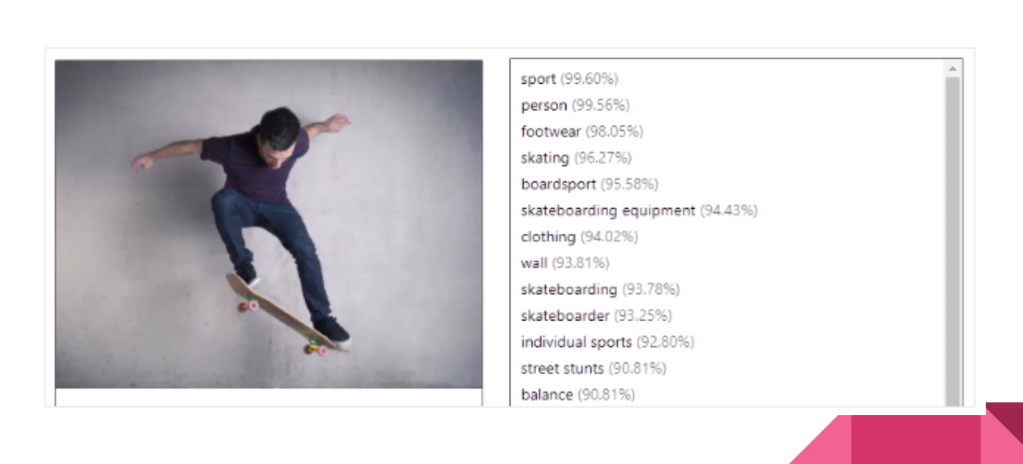 sport (99.60%)
person (99.56%)
footwear (98.05%)
skating (96.27%)
boardsport (95.58%)
skateboarding equipment (94.43%)
clothing (94.02%)
wall (93.81%)
skateboarding (93.78%)
skateboarder (93.25%)
individual sports (92.80%)
street stunts (90.81%)
balance (90.81%)